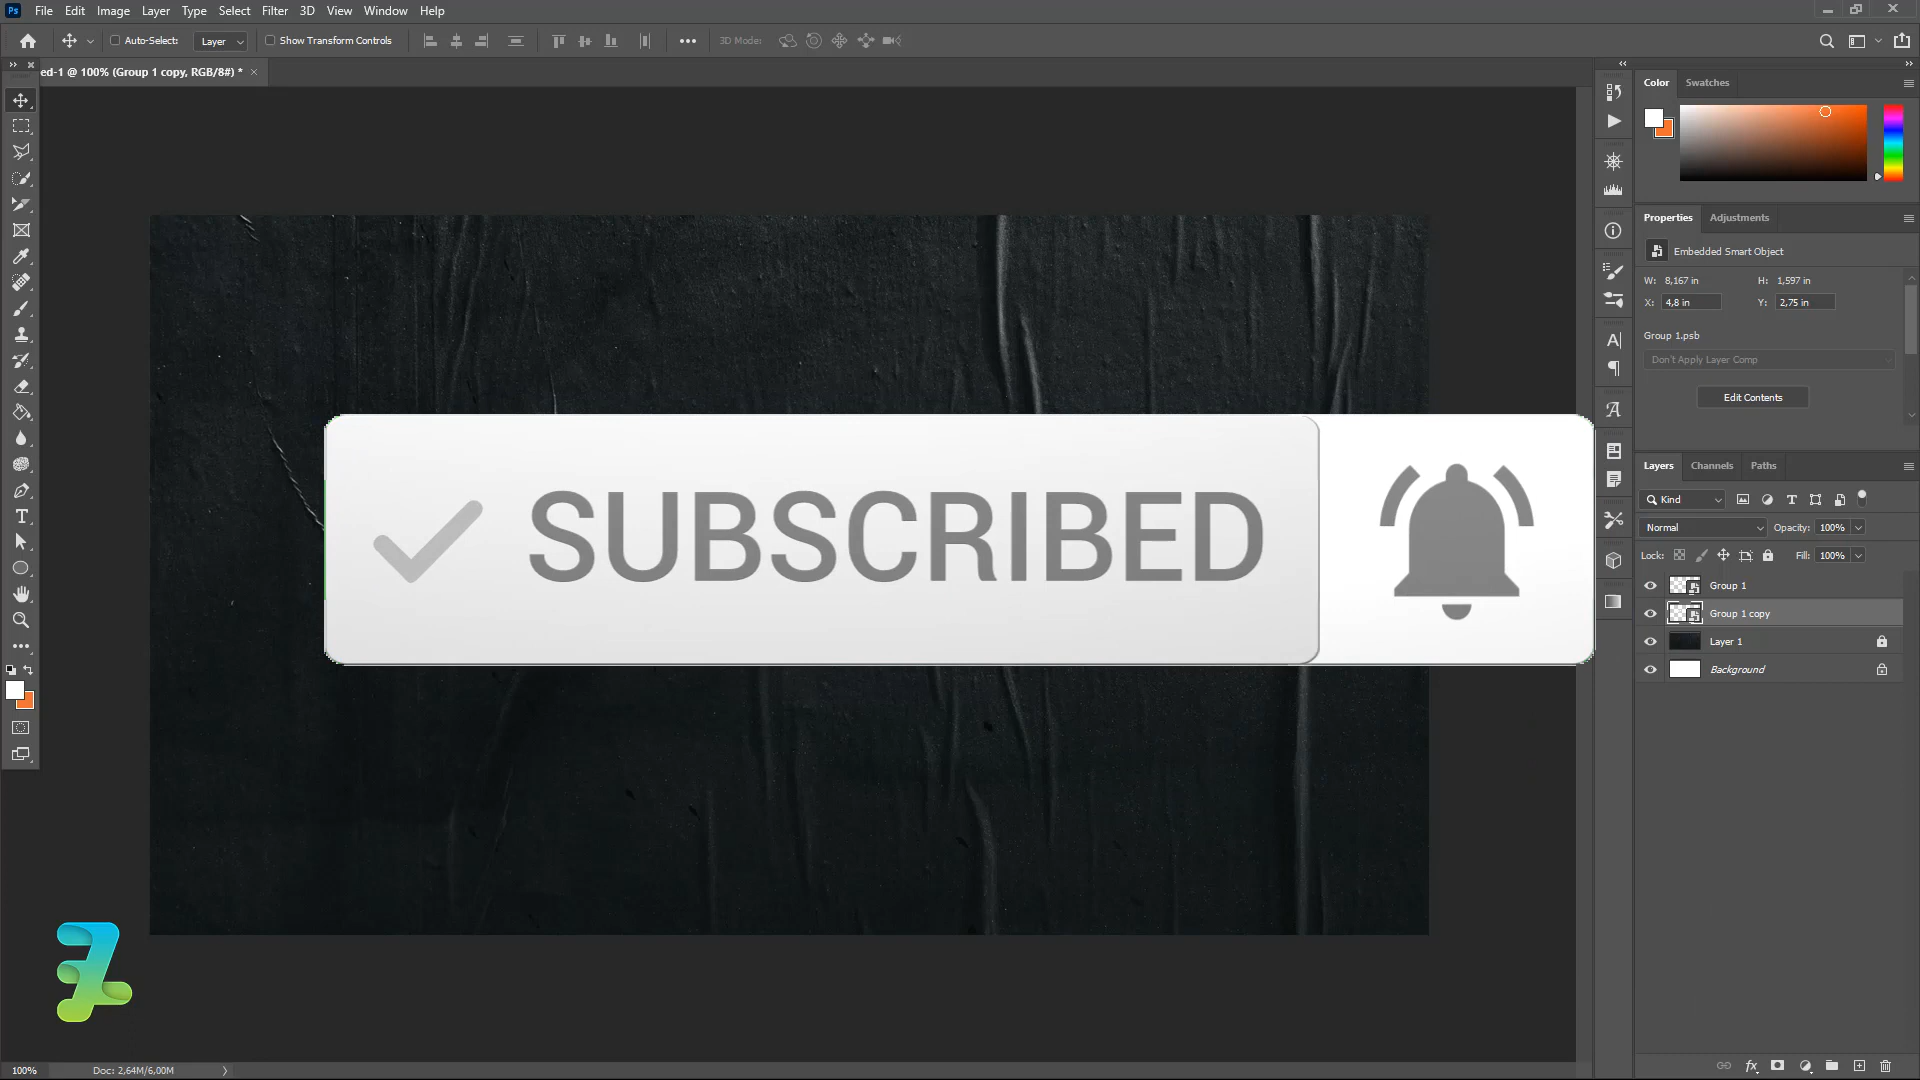 Ps File Edit Image Layer Type Select Filter 3D View Window Help
Auto-Select: Layer Show Transform Controls 3D Mode:
ed-1 @ 100% (Group 1 copy, RGB/8#) * ×
Color Swatches
Properties Adjustments
Embedded Smart Object
W: 8,167 in H: 1,597 in
X: 4,8 in Y: 2,75 in
Group 1.psb
Don't Apply Layer Comp
Edit Contents
SUBSCRIBED
Layers Channels Paths
Kind
Normal Opacity: 100%
Lock: Fill: 100%
Group 1
Group 1 copy
Layer 1
Background
100% Doc: 2,64M/6,00M